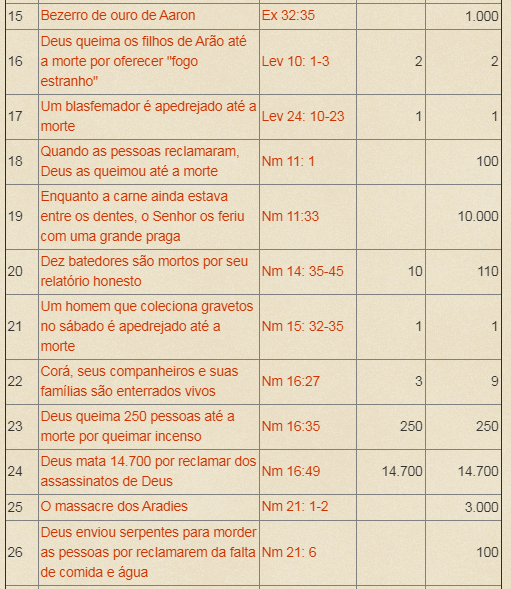 15 Bezerro de ouro de Aaron Ex 32:35 1.000
Deus queima os filhos de Arão até
16 a morte por oferecer "fogo Lev 10: 1-3 2 2
estranho"
17 Um blasfemador é apedrejado até a Lev 24: 10-23 1 1
morte
18 Quando as pessoas reclamaram, Nm 11: 1 100
Deus as queimou até a morte
Enquanto a carne ainda estava
19 entre os dentes, o Senhor os feriu Nm 11:33 10.000
com uma grande praga
20 Dez batedores são mortos por seu Nm 14: 35-45 10 110
relatório honesto
Um homem que coleciona gravetos
21 no sábado é apedrejado até a Nm 15: 32-35 1 1
morte
22 Corá, seus companheiros e suas Nm 16:27 3 9
famílias são enterrados vivos
23 Deus queima 250 pessoas até a Nm 16:35 250 250
morte por queimar incenso
24 Deus mata 14.700 por reclamar dos Nm 16:49 14.700 14.700
assassinatos de Deus
25 O massacre dos Aradies Nm 21: 1-2 3.000
Deus enviou serpentes para morder
26 as pessoas por reclamarem da falta Nm 21: 6 100
de comida e água